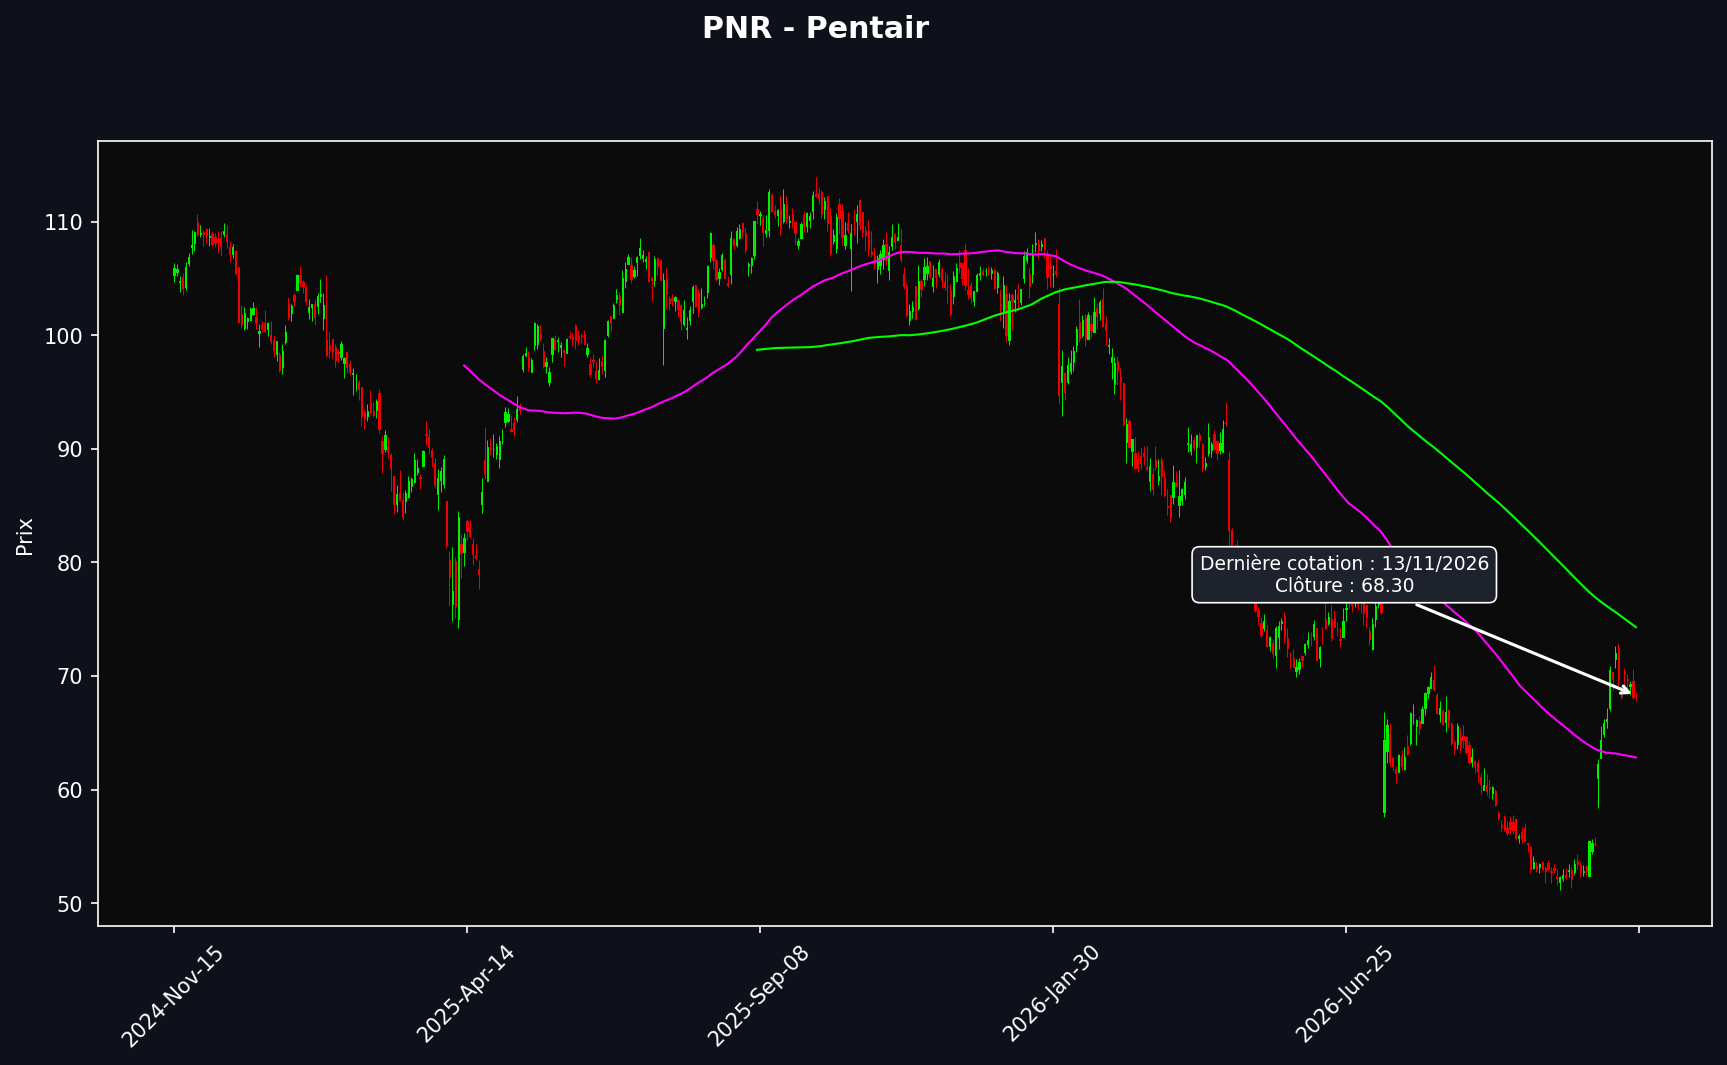 PNR - Pentair
Prix
110
100
90
80
70
60
50
Dernière cotation : 13/11/2026
Clôture : 68.30
2024-Nov-15
2025-Apr-14
2025-Sep-08
2026-Jan-30
2026-Jun-25